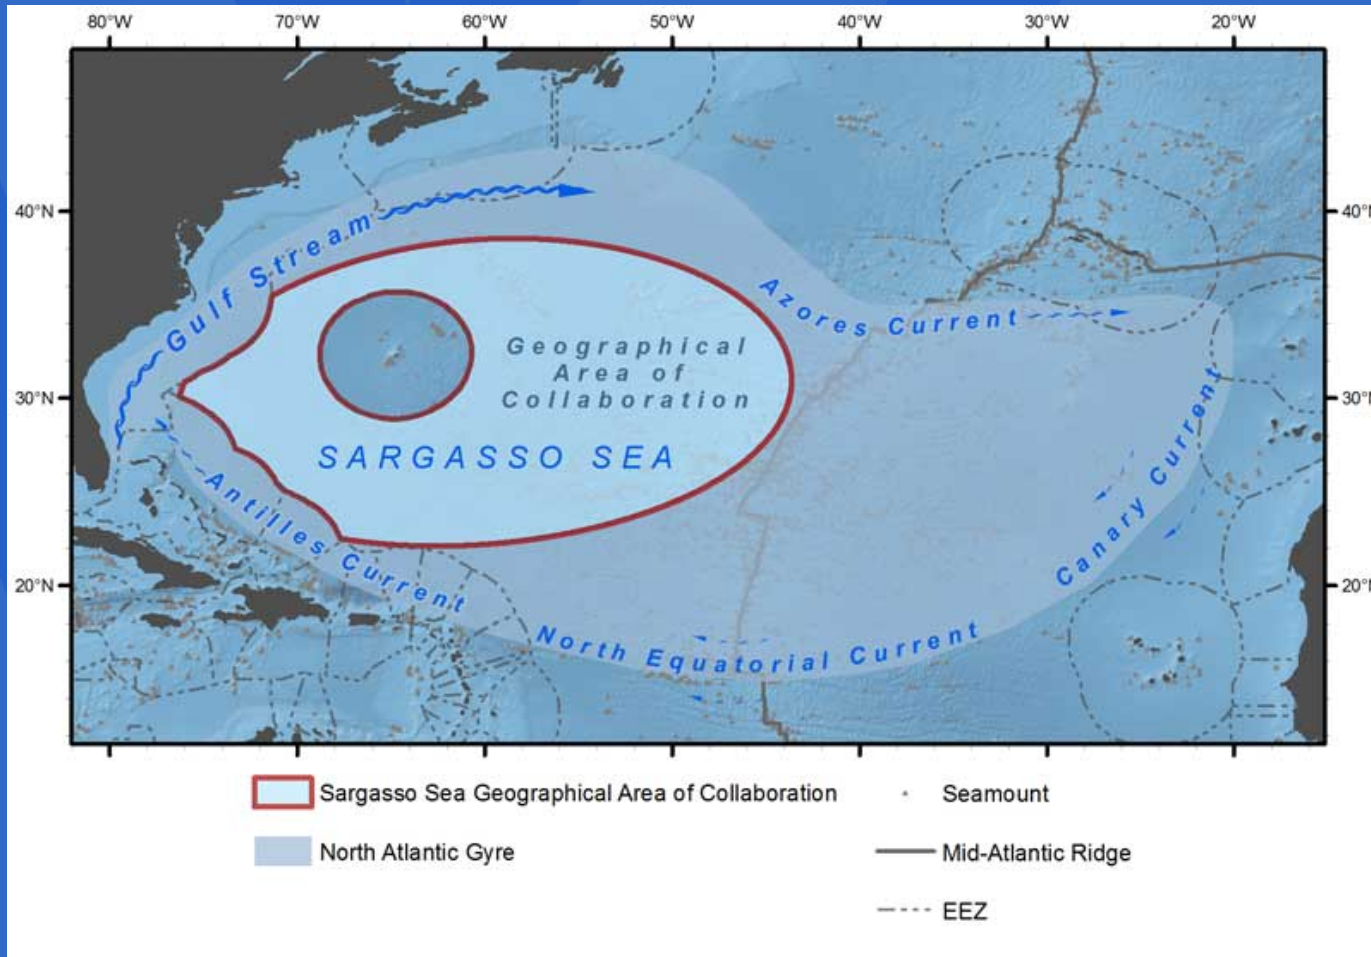 80°W 70°W 60°W 50°W 40°W 30°W 20°W
40°N 40°N
30°N 30°N
20°N 20°N
Gulf Stream
Azores Current
Geographical
Area of
Collaboration
SARGASSO SEA
Canary Current
Antilles Current
North Equatorial Current
Sargasso Sea Geographical Area of Collaboration
Seamount
North Atlantic Gyre
Mid-Atlantic Ridge
EEZ